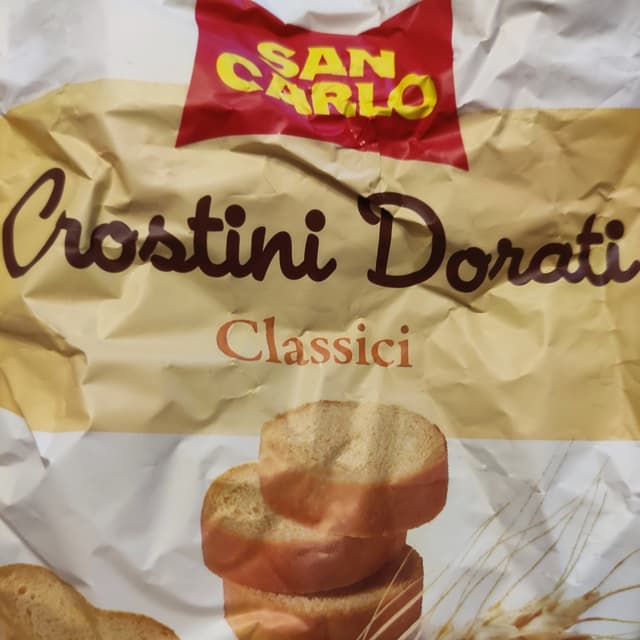 SAN
CARLO
Crostini Dorati
Classici